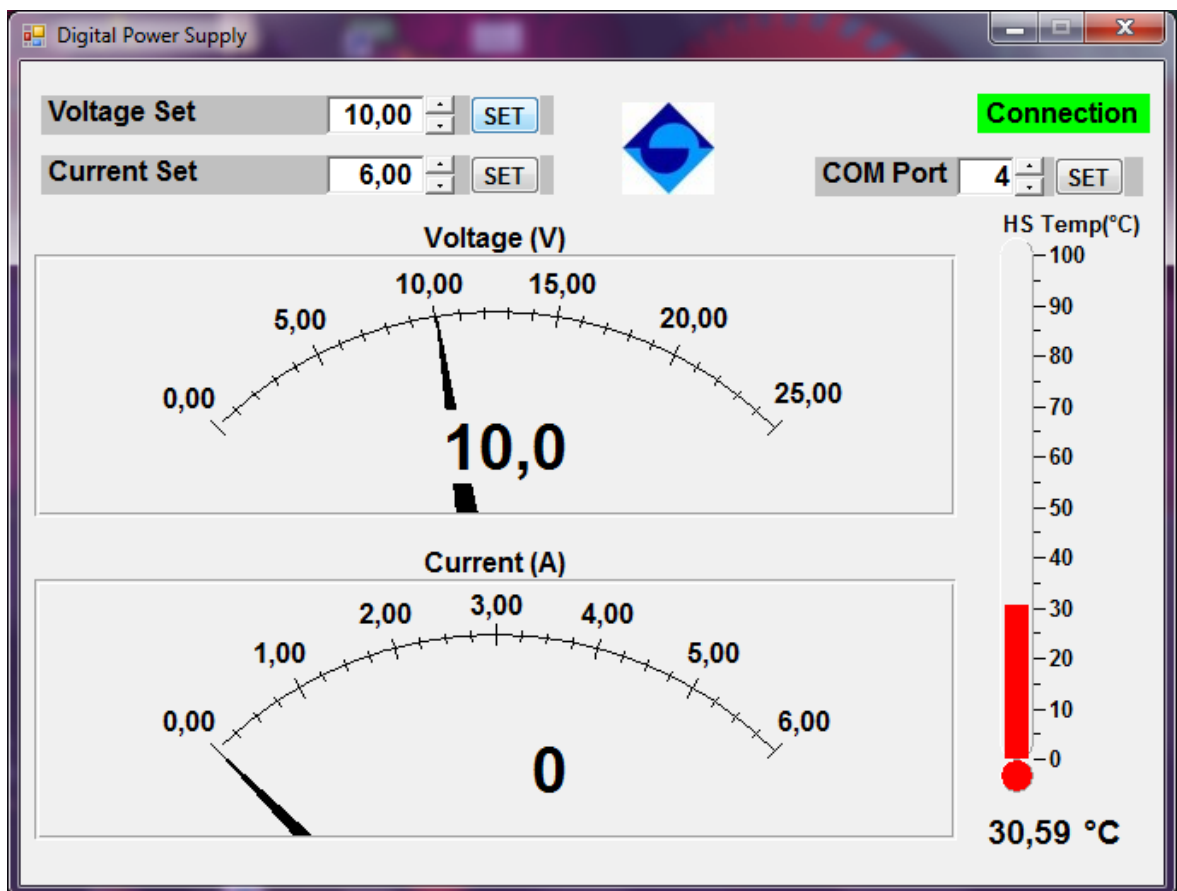 Digital Power Supply
Voltage Set 10,00 SET
Connection
Current Set 6,00 SET
COM Port 4 SET
HS Temp(°C)
Voltage (V)
0,00 5,00 10,00 15,00 20,00 25,00
10,0
Current (A)
0,00 1,00 2,00 3,00 4,00 5,00 6,00
0
100
90
80
70
60
50
40
30
20
10
0
30,59 °C